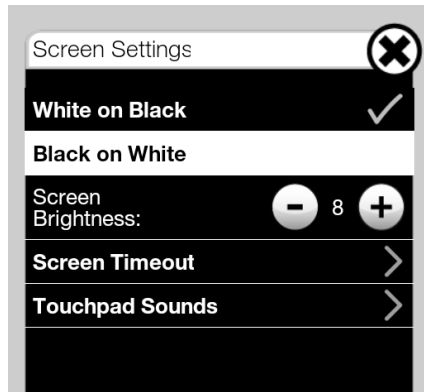 Screen Settings
White on Black
Black on White
Screen
Brightness:
- 8 +
Screen Timeout
Touchpad Sounds